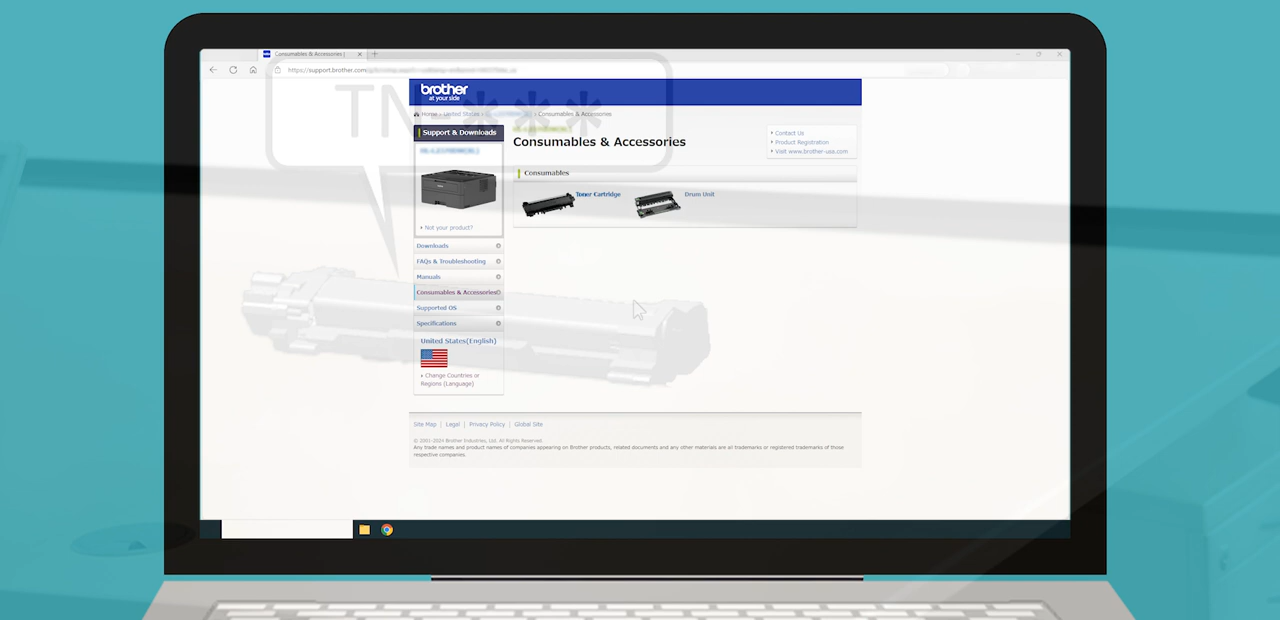 Consumables & Accessories |
https://support.brother.com
TN-***
brother
at your side
Home > United States > > Consumables & Accessories
Support & Downloads
Consumables & Accessories
Contact Us
Product Registration
Visit www.brother-usa.com
Consumables
Toner Cartridge
Drum Unit
Not your product?
Downloads
FAQs & Troubleshooting
Manuals
Consumables & Accessories
Supported OS
Specifications
United States(English)
Change Countries or
Regions (Language)
Site Map | Legal | Privacy Policy | Global Site
© 2001-2024 Brother Industries, Ltd. All Rights Reserved.
Any trade names and product names of companies appearing on Brother products, related documents and any other materials are all trademarks or registered trademarks of those
respective companies.